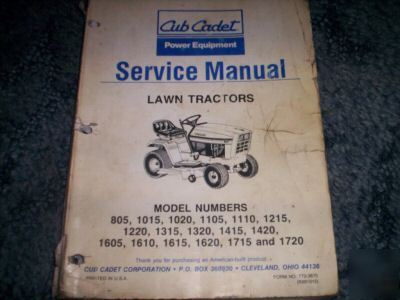 Cub Cadet
Power Equipment
Service Manual
LAWN TRACTORS
MODEL NUMBERS
805, 1015, 1020, 1105, 1110, 1215,
1220, 1315, 1320, 1415, 1420,
1605, 1610, 1615, 1620, 1715 and 1720
Thank you for purchasing an American-built product.
CUB CADET CORPORATION • P.O. BOX 368930 • CLEVELAND, OHIO 44136
PRINTED IN U.S.A.
FORM NO.